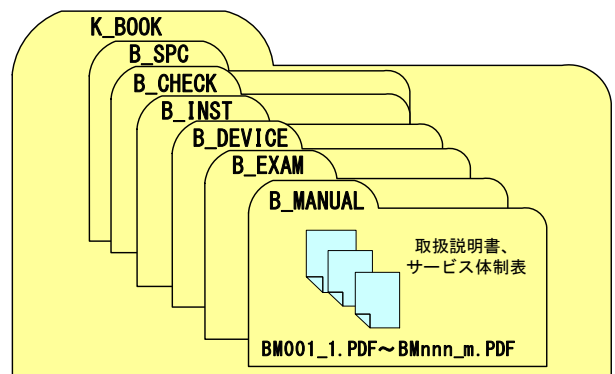 K_BOOK
B_SPC
B_CHECK
B_INST
B_DEVICE
B_EXAM
B_MANUAL
取扱説明書、
サービス体制表
BM001_1.PDF～BMnnn_m.PDF